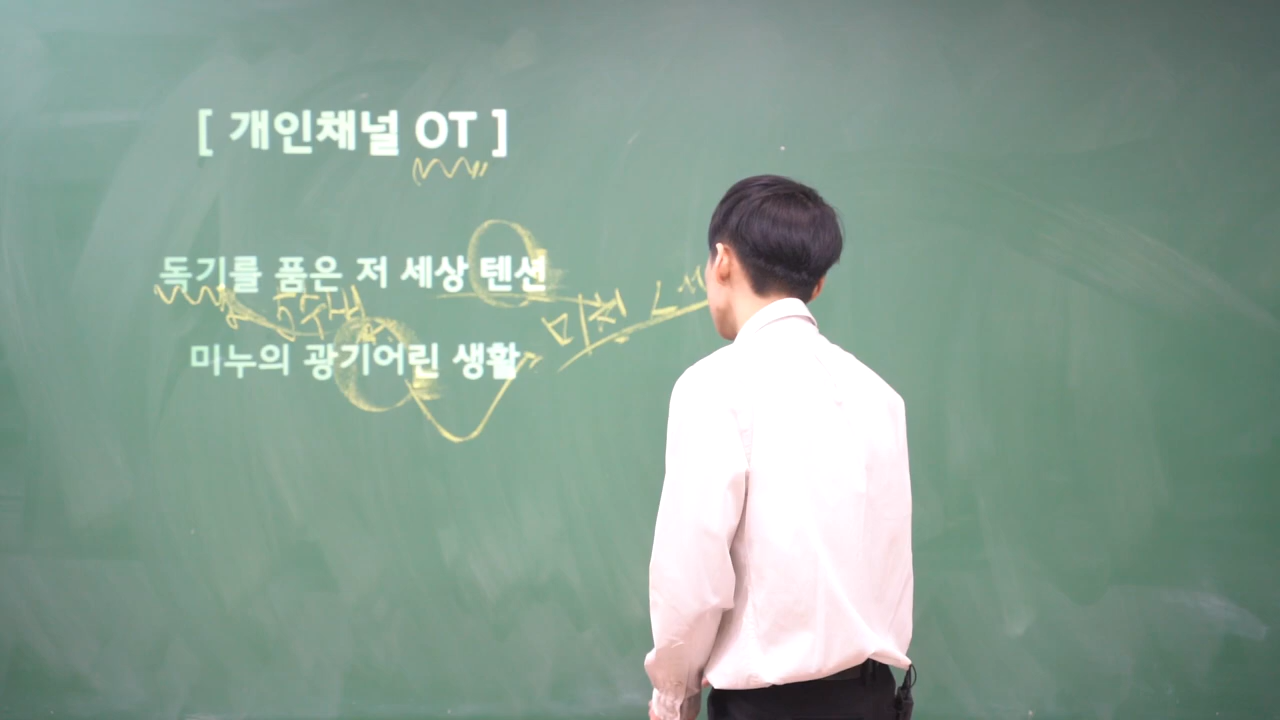 [ 개인채널 OT ]
독기를 품은 저 세상 텐션
미누의 광기어린 생활